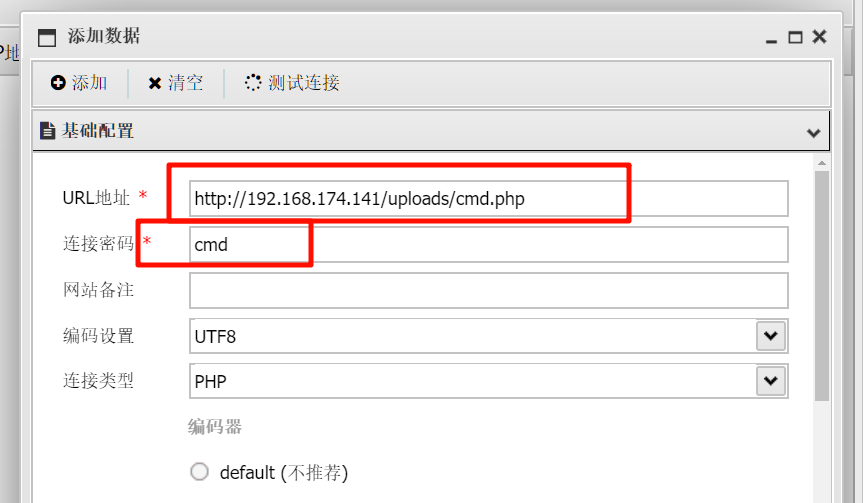 添加数据
添加 清空 测试连接
基础配置
URL地址 * http://192.168.174.141/uploads/cmd.php
连接密码 * cmd
网站备注
编码设置 UTF8
连接类型 PHP
编码器
default (不推荐)